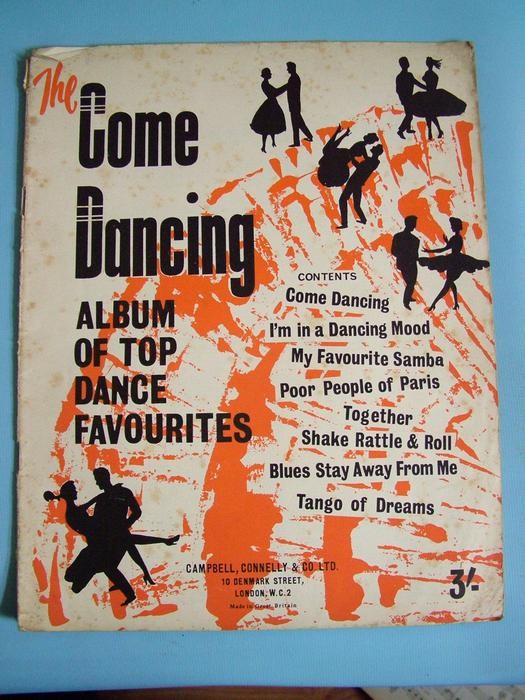 The
Come
Dancing
ALBUM
OF TOP
DANCE
FAVOURITES
CONTENTS
Come Dancing
I'm in a Dancing Mood
My Favourite Samba
Poor People of Paris
Together
Shake Rattle & Roll
Blues Stay Away From Me
Tango of Dreams
CAMPBELL, CONNELLY & CO LTD.
10 DENMARK STREET,
LONDON, W.C.2
Made in Great Britain
3/-